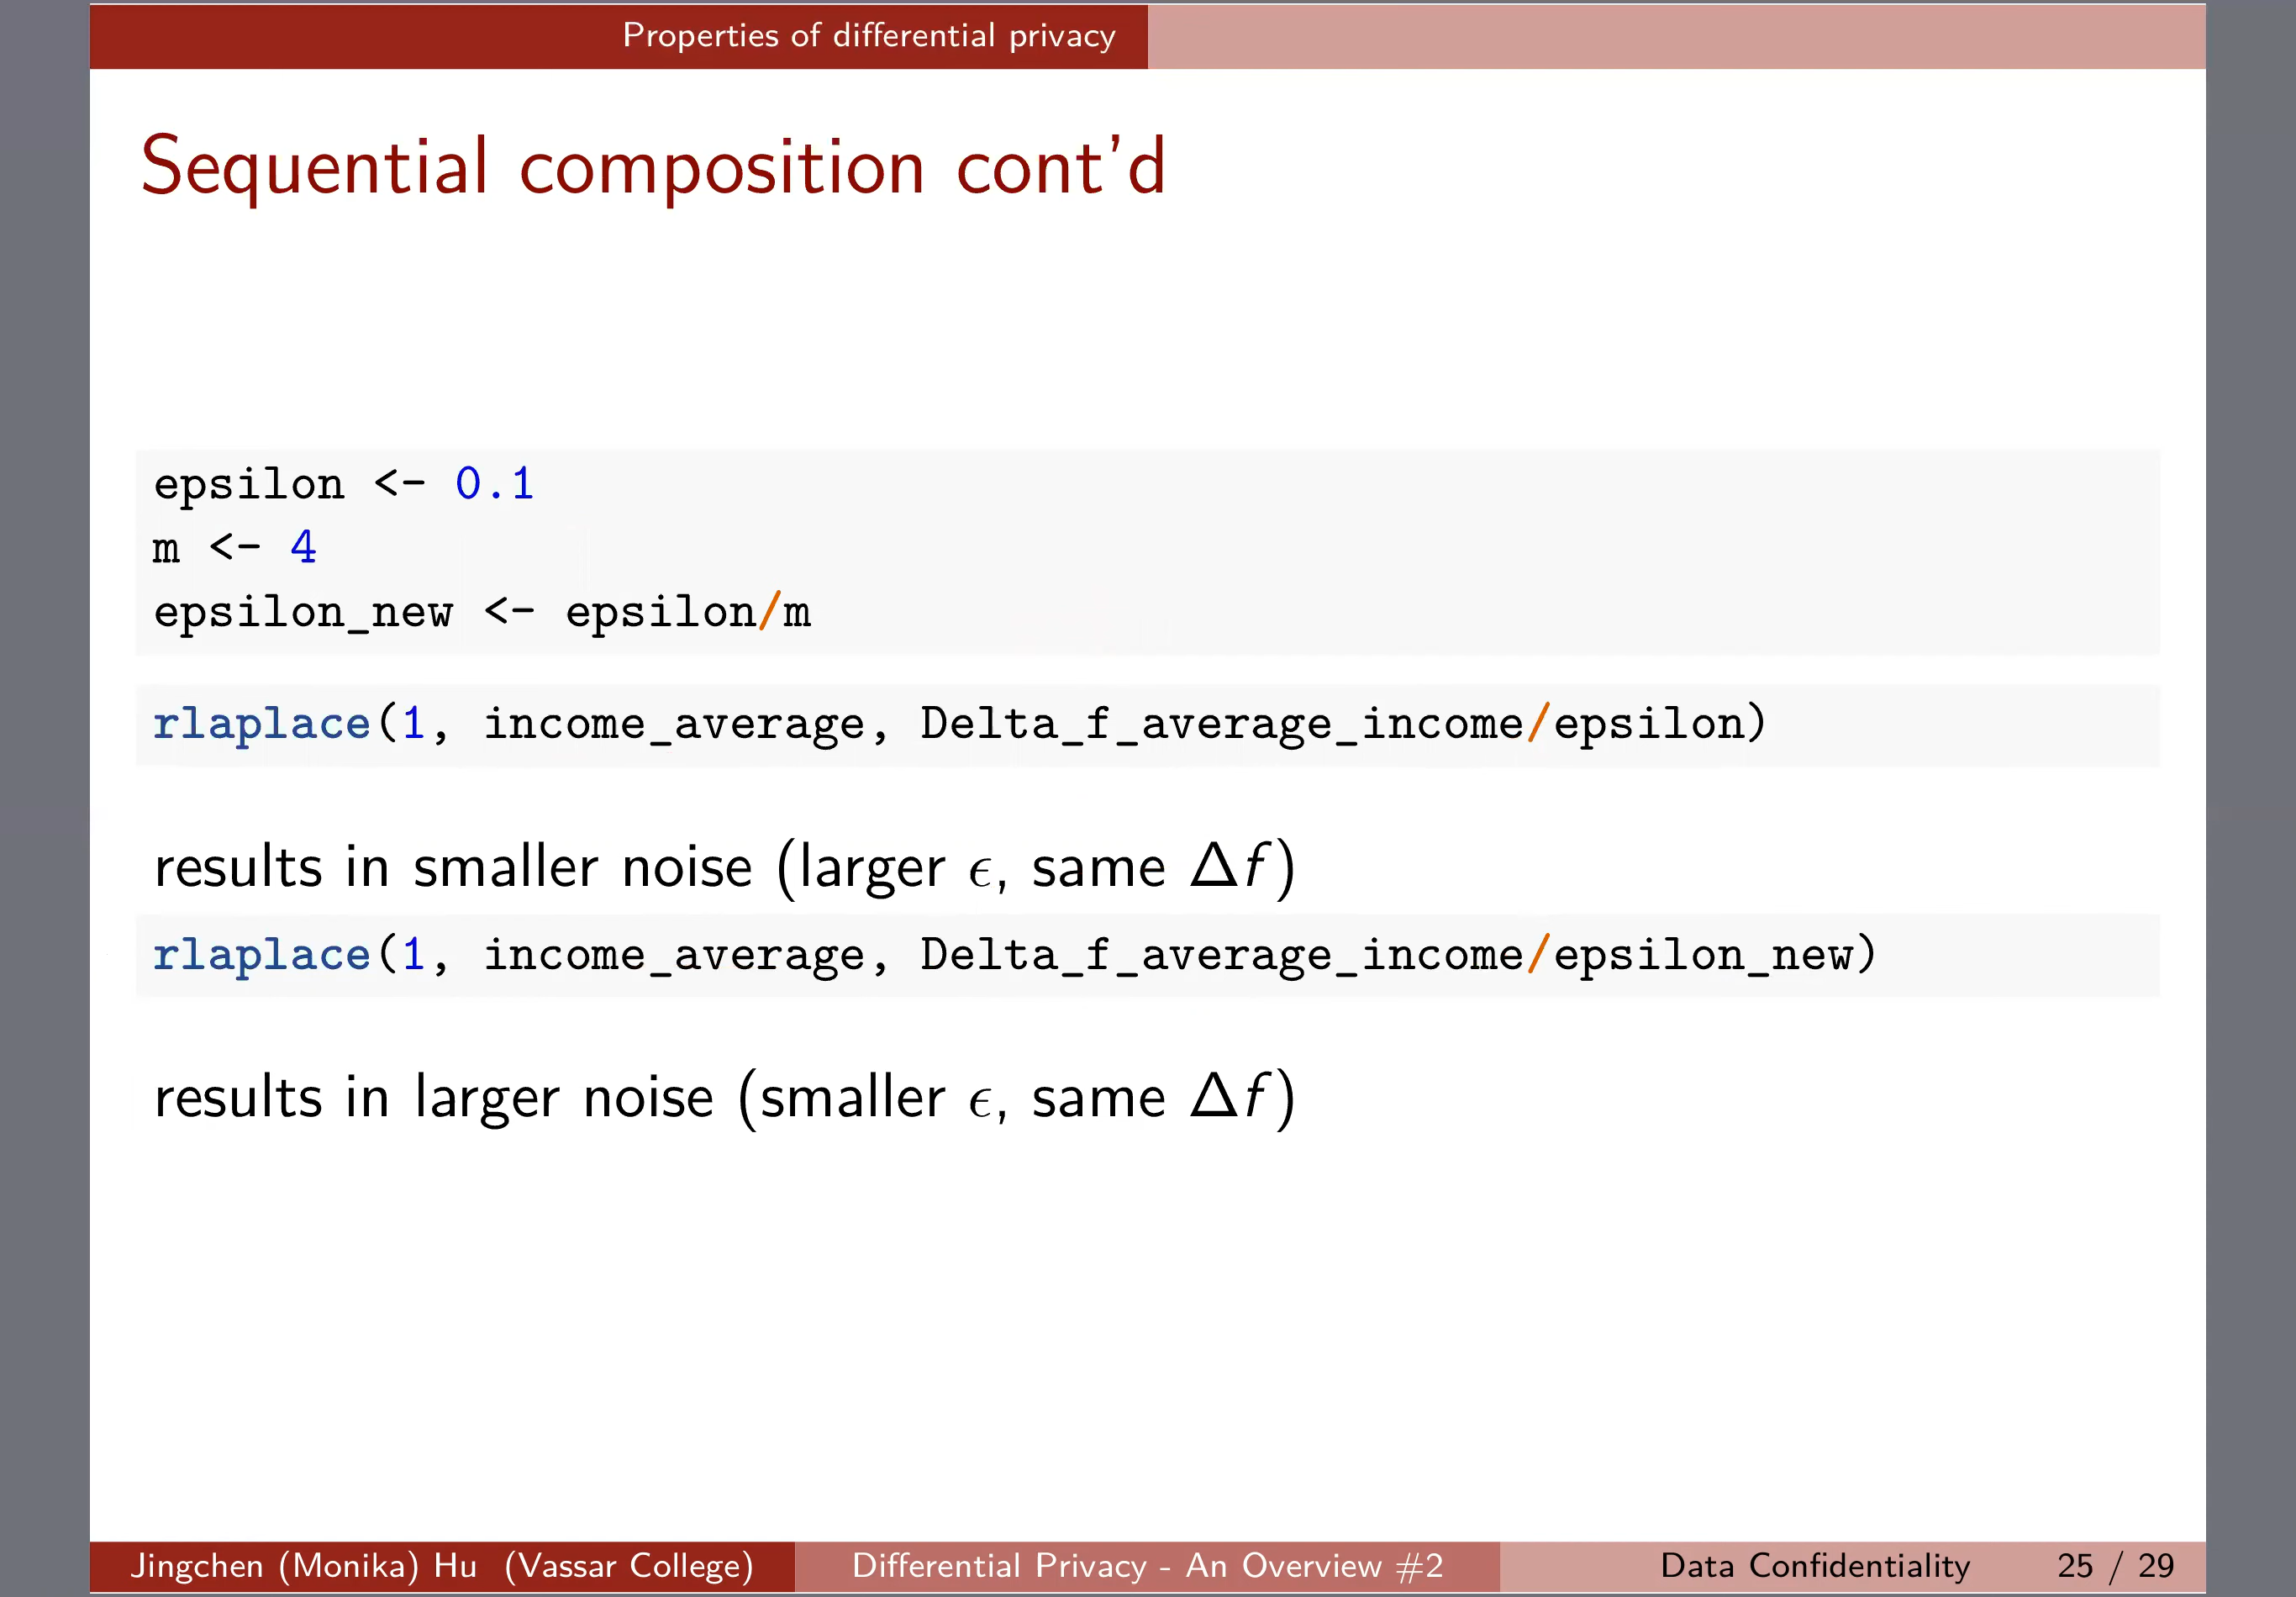 Properties of differential privacy
Sequential composition cont'd
epsilon <- 0.1
m <- 4
epsilon_new <- epsilon/m
rlaplace(1, income_average, Delta_f_average_income/epsilon)
results in smaller noise (larger ϵ, same Δf)
rlaplace(1, income_average, Delta_f_average_income/epsilon_new)
results in larger noise (smaller ϵ, same Δf)
Jingchen (Monika) Hu (Vassar College) Differential Privacy - An Overview #2 Data Confidentiality 25 / 29